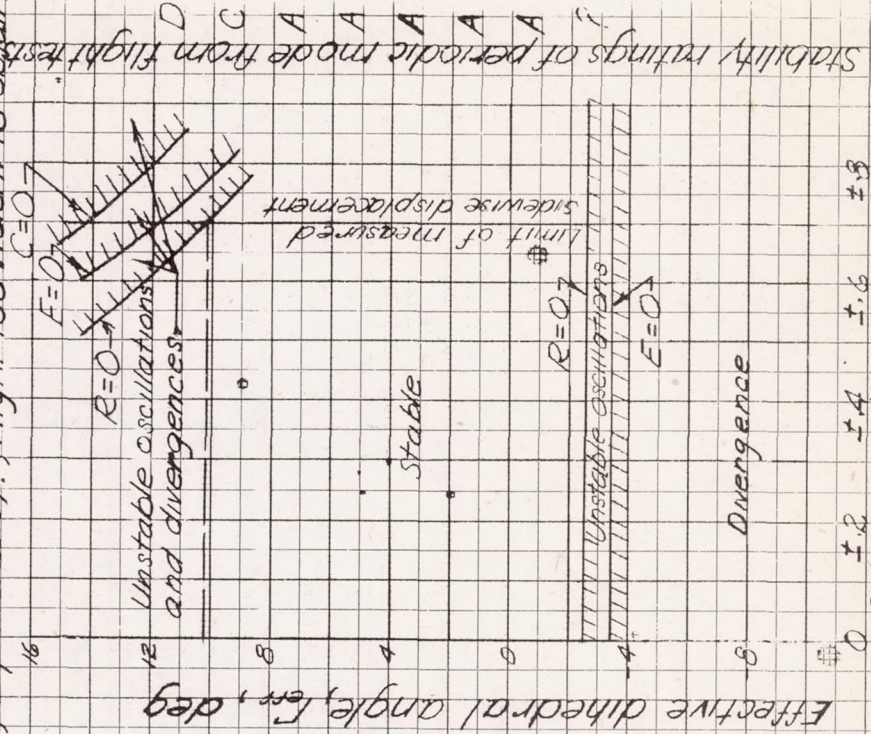 C=0
E=0
R=0
Unstable oscillations
and divergences
Stable
Limit of measured
sidewise displacement
R=0
Unstable oscillations
E=0
Divergence
Effective dihedral angle, Γeff, deg
16
12
8
4
0
-4
-8
0
±.2
±.4
±.6
±.8
Stability ratings of periodic mode from flight tests
D
C
A
A
A
A
A